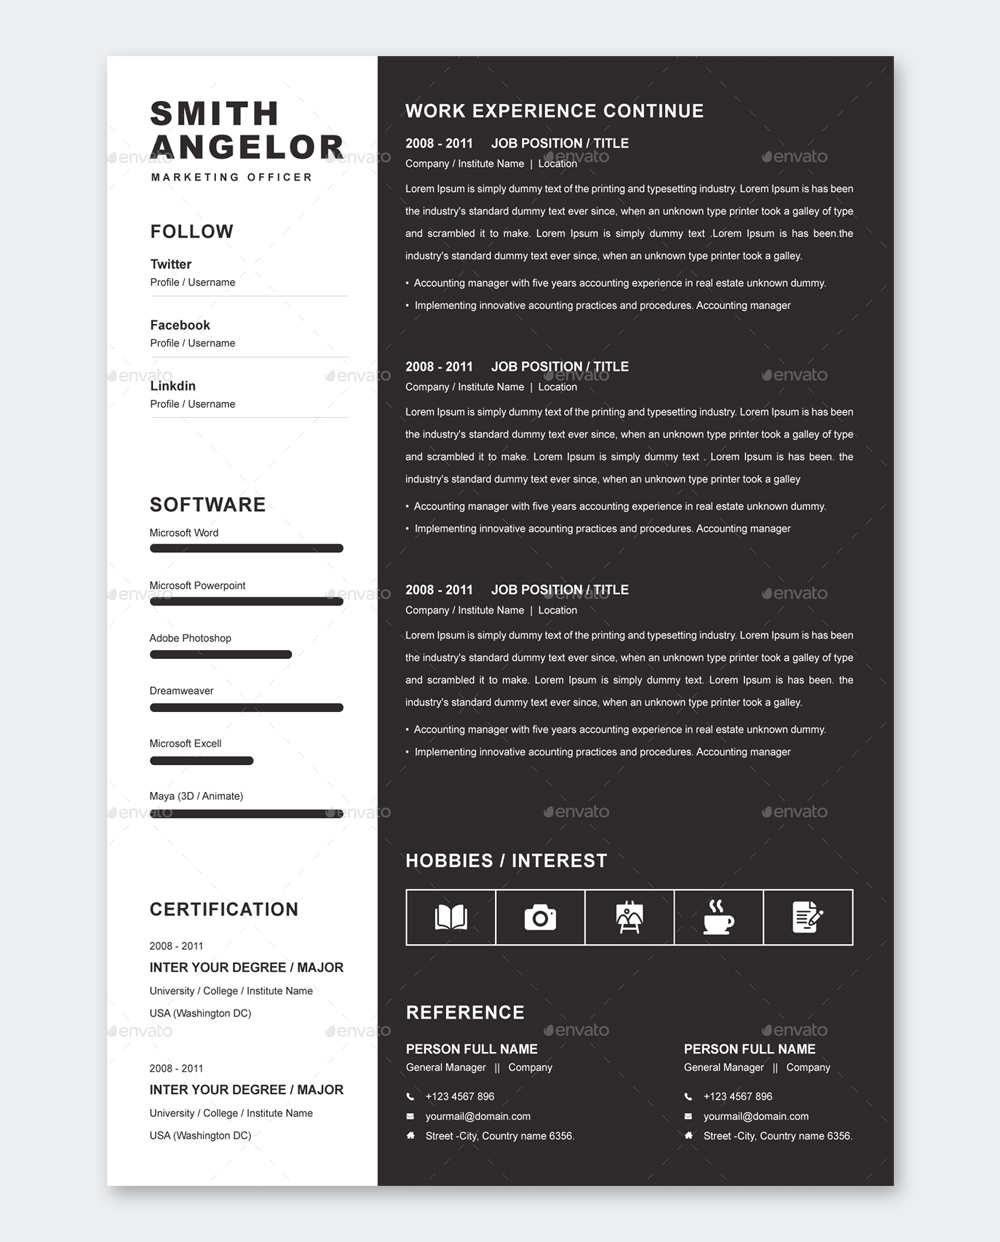 SMITH
ANGELOR
MARKETING OFFICER
FOLLOW
Twitter
Profile / Username
Facebook
Profile / Username
Linkdin
Profile / Username
SOFTWARE
Microsoft Word
Microsoft Powerpoint
Adobe Photoshop
Dreamweaver
Microsoft Excell
Maya (3D / Animate)
CERTIFICATION
2008 - 2011
INTER YOUR DEGREE / MAJOR
University / College / Institute Name
USA (Washington DC)
2008 - 2011
INTER YOUR DEGREE / MAJOR
University / College / Institute Name
USA (Washington DC)
WORK EXPERIENCE CONTINUE
2008 - 2011 JOB POSITION / TITLE
Company / Institute Name | Location
Lorem Ipsum is simply dummy text of the printing and typesetting industry. Lorem Ipsum is has been
the industry's standard dummy text ever since, when an unknown type printer took a galley of type
and scrambled it to make. Lorem Ipsum is simply dummy text .Lorem Ipsum is has been.the
industry's standard dummy text ever since, when an unknown type printer took a galley.
• Accounting manager with five years accounting experience in real estate unknown dummy.
• Implementing innovative acounting practices and procedures. Accounting manager
2008 - 2011 JOB POSITION / TITLE
Company / Institute Name | Location
Lorem Ipsum is simply dummy text of the printing and typesetting industry. Lorem Ipsum is has been
the industry's standard dummy text ever since, when an unknown type printer took a galley of type
and scrambled it to make. Lorem Ipsum is simply dummy text . Lorem Ipsum is has been. the
industry's standard dummy text ever since, when an unknown type printer took a galley
• Accounting manager with five years accounting experience in real estate unknown dummy.
• Implementing innovative acounting practices and procedures. Accounting manager
2008 - 2011 JOB POSITION / TITLE
Company / Institute Name | Location
Lorem Ipsum is simply dummy text of the printing and typesetting industry. Lorem Ipsum is has been
the industry's standard dummy text ever since, when an unknown type printer took a galley of type
and scrambled it to make. Lorem Ipsum is simply dummy text. Lorem Ipsum is has been. the
industry's standard dummy text ever since, when an unknown type printer took a galley.
• Accounting manager with five years accounting experience in real estate unknown dummy.
• Implementing innovative acounting practices and procedures. Accounting manager
HOBBIES / INTEREST
REFERENCE
PERSON FULL NAME
General Manager || Company
+123 4567 896
yourmail@domain.com
Street -City, Country name 6356.
PERSON FULL NAME
General Manager || Company
+123 4567 896
yourmail@domain.com
Street -City, Country name 6356.
envato envato envato envato
envato envato envato envato
envato envato envato envato
envato envato envato envato
envato envato envato envato